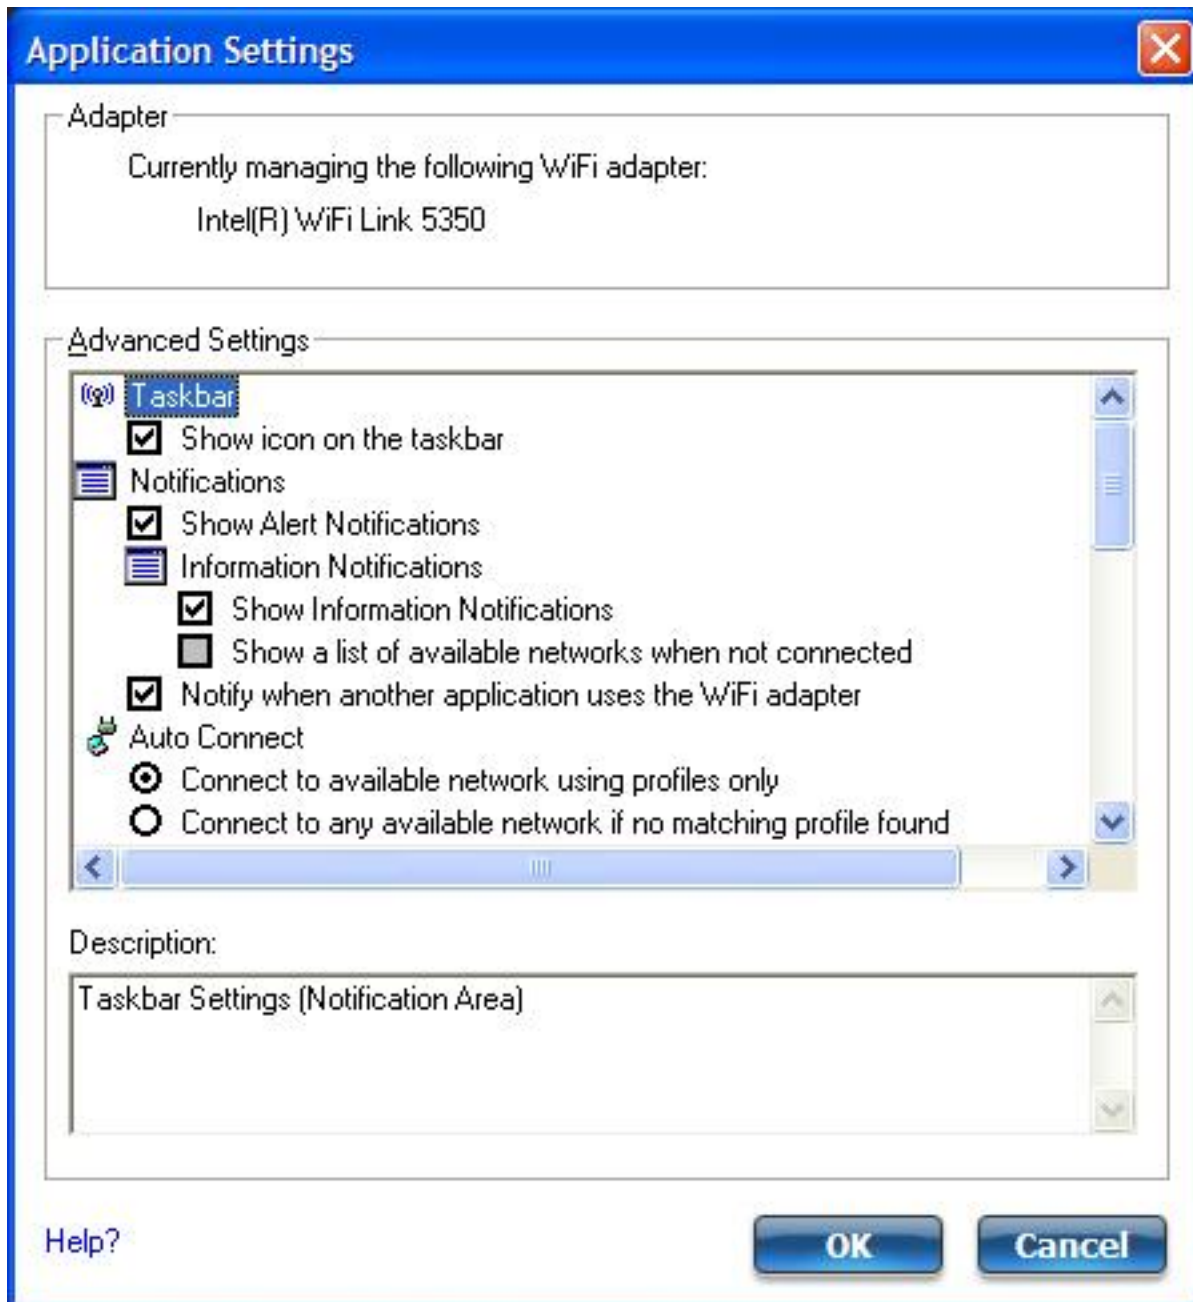 Application Settings
Adapter
Currently managing the following WiFi adapter:
Intel(R) WiFi Link 5350
Advanced Settings
Taskbar
Show icon on the taskbar
Notifications
Show Alert Notifications
Information Notifications
Show Information Notifications
Show a list of available networks when not connected
Notify when another application uses the WiFi adapter
Auto Connect
Connect to available network using profiles only
Connect to any available network if no matching profile found
Description:
Taskbar Settings (Notification Area)
Help?
OK
Cancel